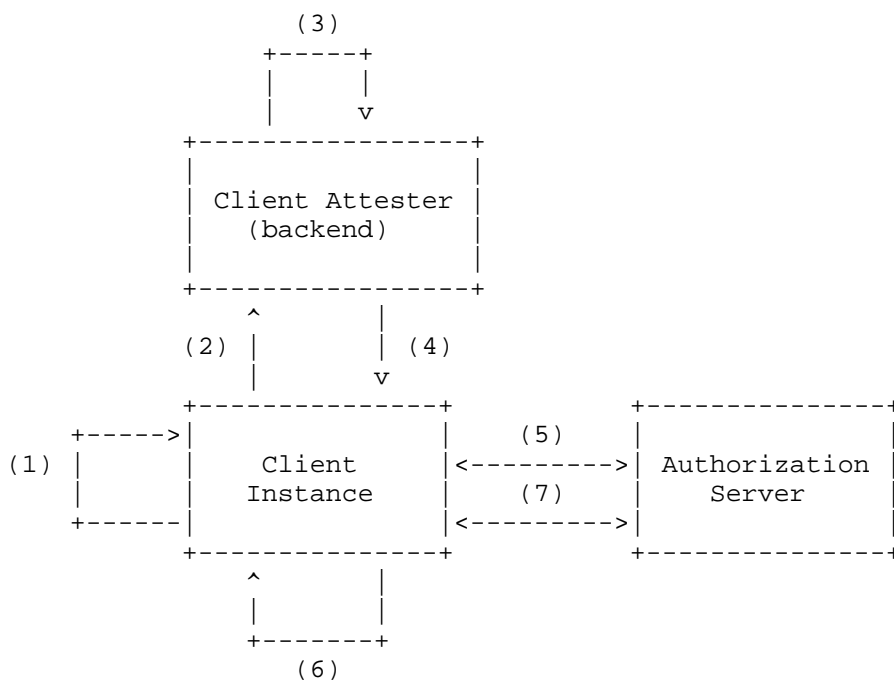 (3)
Client Attester
(backend)
(2) (4)
(5)
(1) Client Authorization
Instance (7) Server
(6)